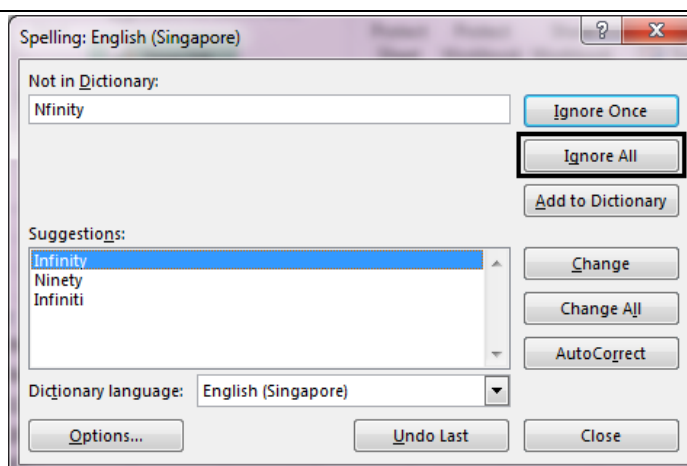 Spelling: English (Singapore)
Not in Dictionary:
Nfinity
Ignore Once
Ignore All
Add to Dictionary
Suggestions:
Infinity
Ninety
Infiniti
Change
Change All
AutoCorrect
Dictionary language: English (Singapore)
Options... Undo Last Close